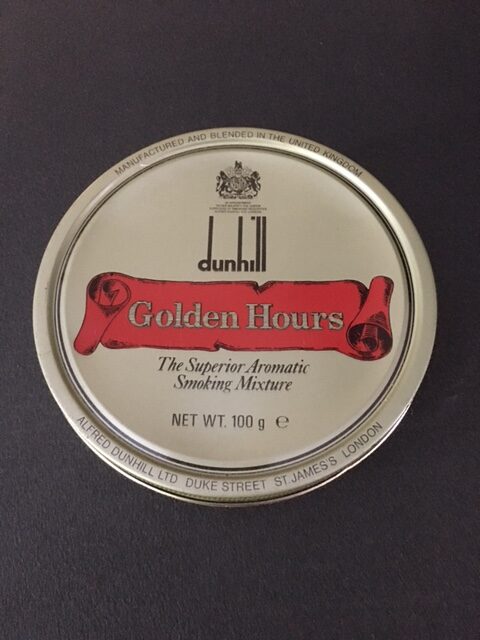 MANUFACTURED AND BLENDED IN THE UNITED KINGDOM
dunhill
Golden Hours
The Superior Aromatic
Smoking Mixture
NET WT. 100 g ℮
ALFRED DUNHILL LTD DUKE STREET ST. JAMES'S LONDON